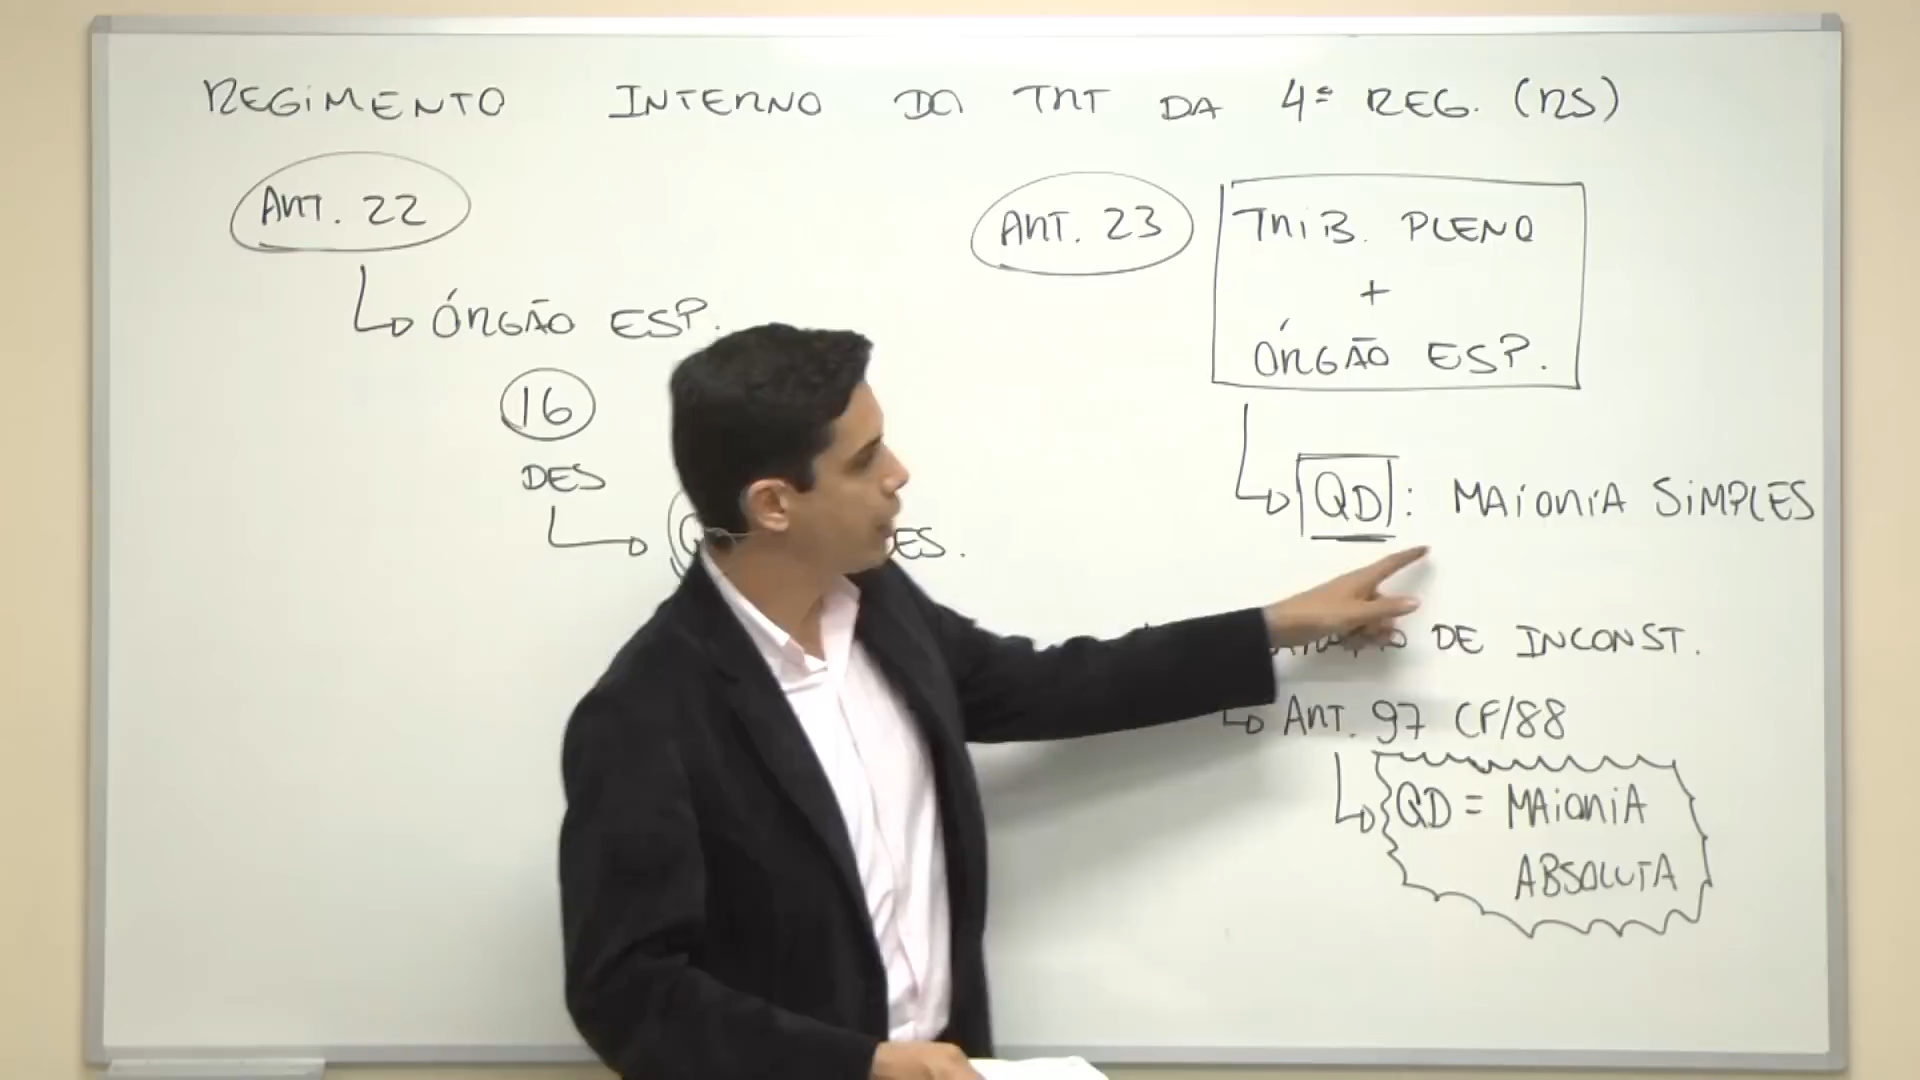 REGIMENTO INTERNO DO TRT DA 4ª REG. (RS)
ART. 22
ÓRGÃO ESP.
16
DES
ES.
ART. 23
TRIB. PLENO
+
ÓRGÃO ESP.
QD: MAIORIA SIMPLES
DE INCONST.
ART. 97 CF/88
QD = MAIORIA
ABSOLUTA